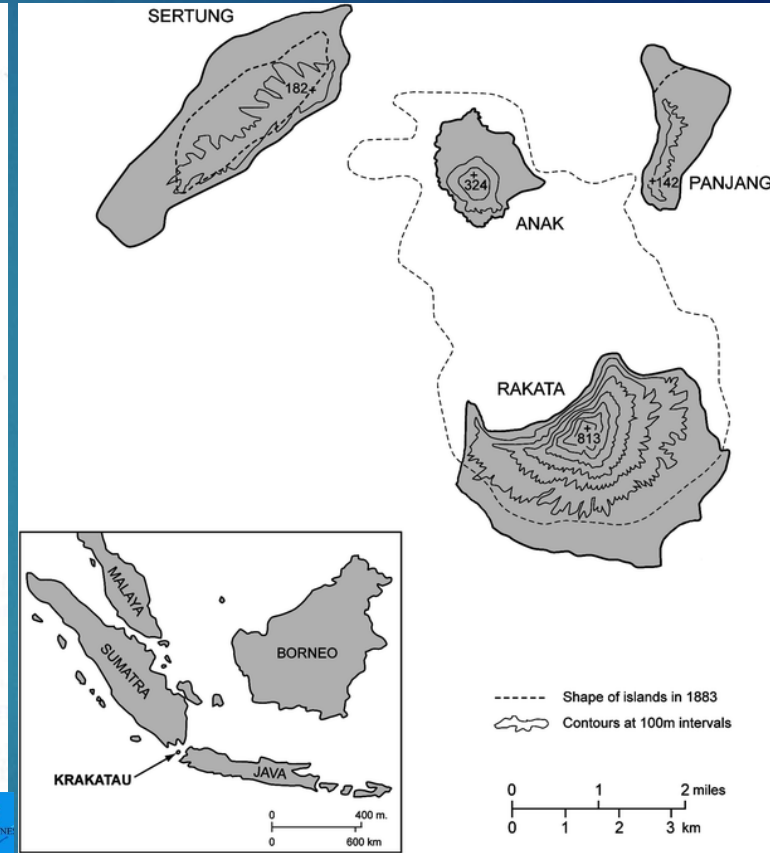 SERTUNG
182
324
142
PANJANG
ANAK
RAKATA
813
MALAYA
SUMATRA
BORNEO
KRAKATAU
JAVA
0 400 m.
0 600 km
Shape of islands in 1883
Contours at 100m intervals
0 1 2 miles
0 1 2 3 km